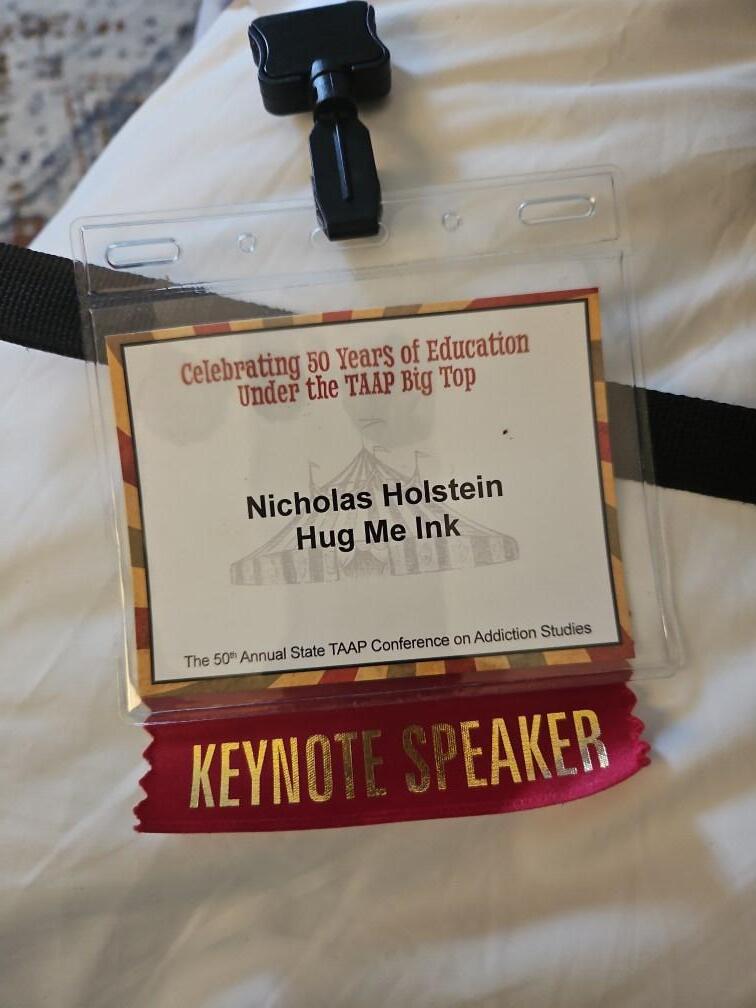 Celebrating 50 Years of Education
Under the TAAP Big Top
Nicholas Holstein
Hug Me Ink
The 50th Annual State TAAP Conference on Addiction Studies
KEYNOTE SPEAKER